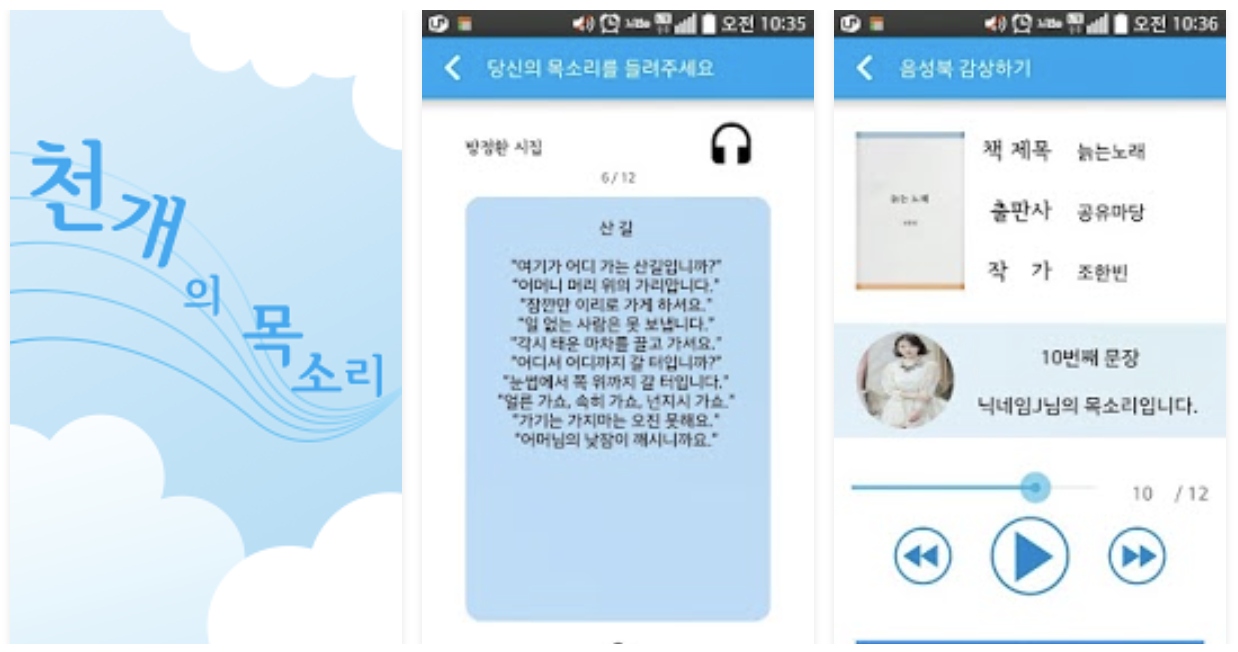 천개의 목소리
오전 10:35
당신의 목소리를 들려주세요
방정환 시집
6/12
산 길
"여기가 어디 가는 산길입니까?"
"어머니 머리 위의 가리맙니다."
"잠깐만 이리로 가게 하셔요."
"일 없는 사람은 못 보냅니다."
"각시 태운 마차를 끌고 가셔요."
"어디서 어디까지 갈 터입니까?"
"눈썹에서 쪽 위까지 갈 터입니다."
"얼른 가쇼, 속히 가쇼, 넌지시 가쇼."
"가기는 가지마는 오진 못해요."
"어머님의 낮잠이 깨시니까요."
오전 10:36
음성북 감상하기
늙는 노래
책 제목 늙는노래
출판사 공유마당
작 가 조한빈
10번째 문장
닉네임J님의 목소리입니다.
10 /12